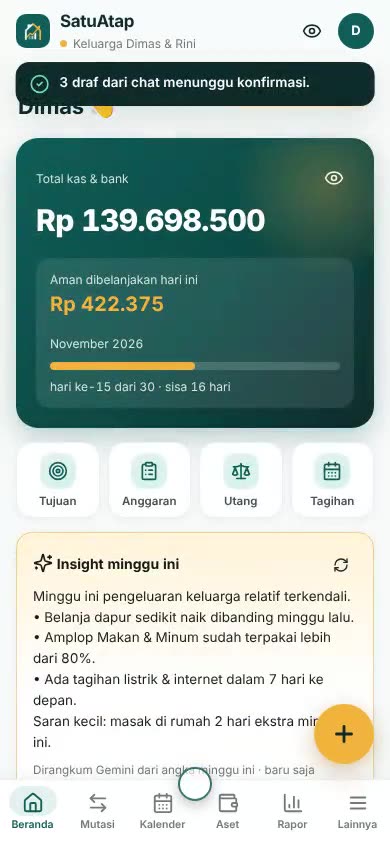 SatuAtap
Keluarga Dimas & Rini
D
3 draf dari chat menunggu konfirmasi.
Dimas 👋
Total kas & bank
Rp 139.698.500
Aman dibelanjakan hari ini
Rp 422.375
November 2026
hari ke-15 dari 30 · sisa 16 hari
Tujuan
Anggaran
Utang
Tagihan
Insight minggu ini
Minggu ini pengeluaran keluarga relatif terkendali.
• Belanja dapur sedikit naik dibanding minggu lalu.
• Amplop Makan & Minum sudah terpakai lebih
dari 80%.
• Ada tagihan listrik & internet dalam 7 hari ke
depan.
Saran kecil: masak di rumah 2 hari ekstra
ini.
Dirangkum Gemini dari minggu ini · baru saja
Beranda
Mutasi
Kalender
Aset
Rapor
Lainnya